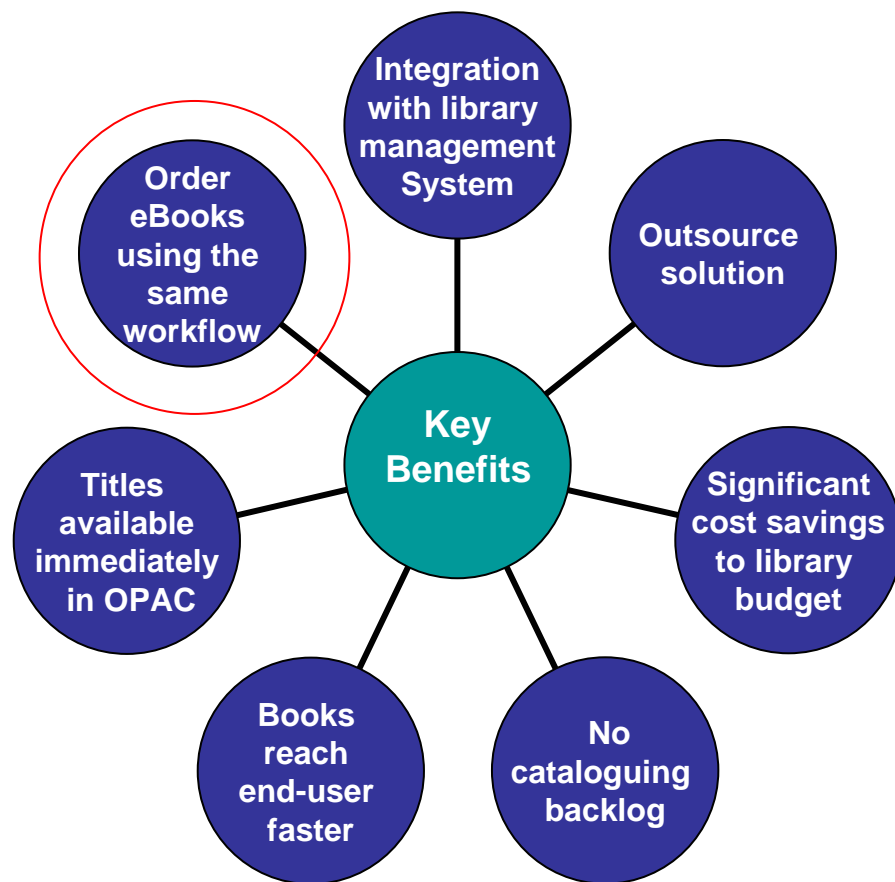 Integration
with library
management
System
Order
eBooks
using the
same
workflow
Outsource
solution
Key
Benefits
Titles
available
immediately
in OPAC
Significant
cost savings
to library
budget
Books
reach
end-user
faster
No
cataloguing
backlog